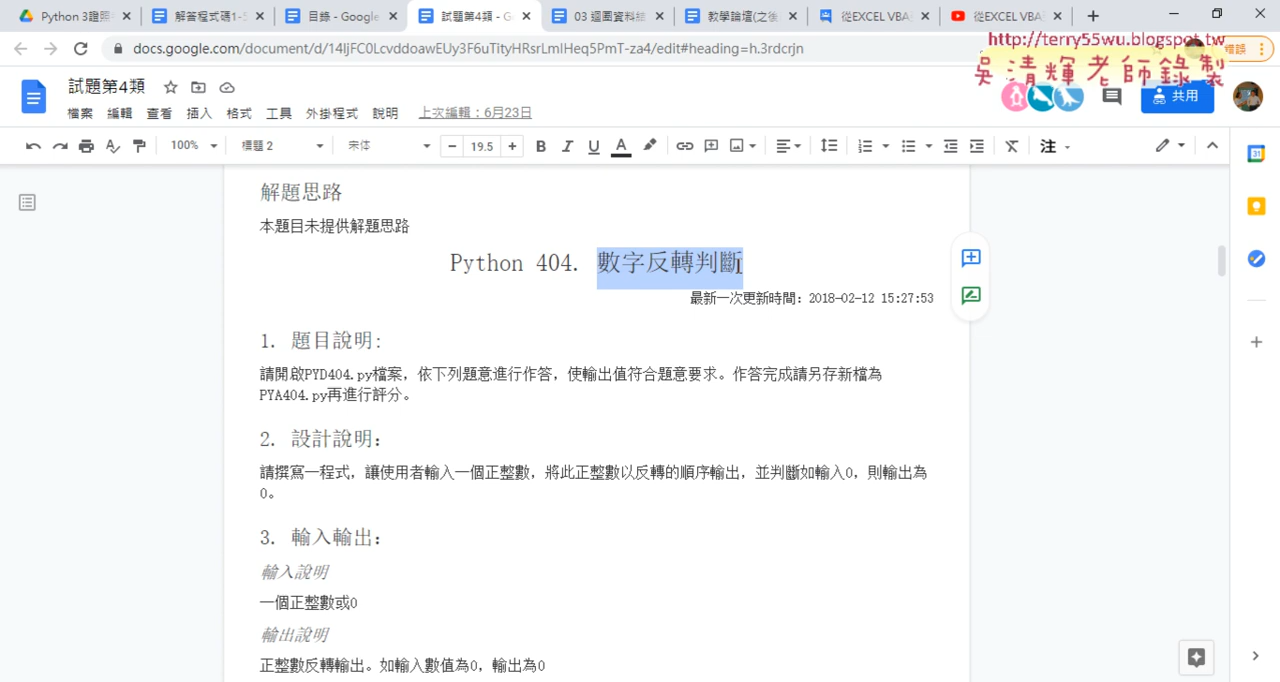 Python 3證照
解答程式碼1-5
目錄 - Google
試題第4類 - G
03 迴圈資料結
教學論壇(之後
從EXCEL VBA
從EXCEL VBA
docs.google.com/document/d/14IjFC0LcvddoawEUy3F6uTityHRsrLmIHeq5PmT-za4/edit#heading=h.3rdcrjn
http://terry55wu.blogspot.tw
吳清輝老師錄製
錯誤
試題第4類
檔案 編輯 查看 插入 格式 工具 外掛程式 說明 上次編輯：6月23日
共用
100% 標題 2 宋体 19.5 B I U A 注
31
解題思路
本題目未提供解題思路
Python 404. 數字反轉判斷
最新一次更新時間: 2018-02-12 15:27:53
1. 題目說明:
請開啟PYD404.py檔案，依下列題意進行作答，使輸出值符合題意要求。作答完成請另存新檔為
PYA404.py再進行評分。
2. 設計說明：
請撰寫一程式，讓使用者輸入一個正整數，將此正整數以反轉的順序輸出，並判斷如輸入0，則輸出為
0。
3. 輸入輸出：
輸入說明
一個正整數或0
輸出說明
正整數反轉輸出。如輸入數值為0，輸出為0